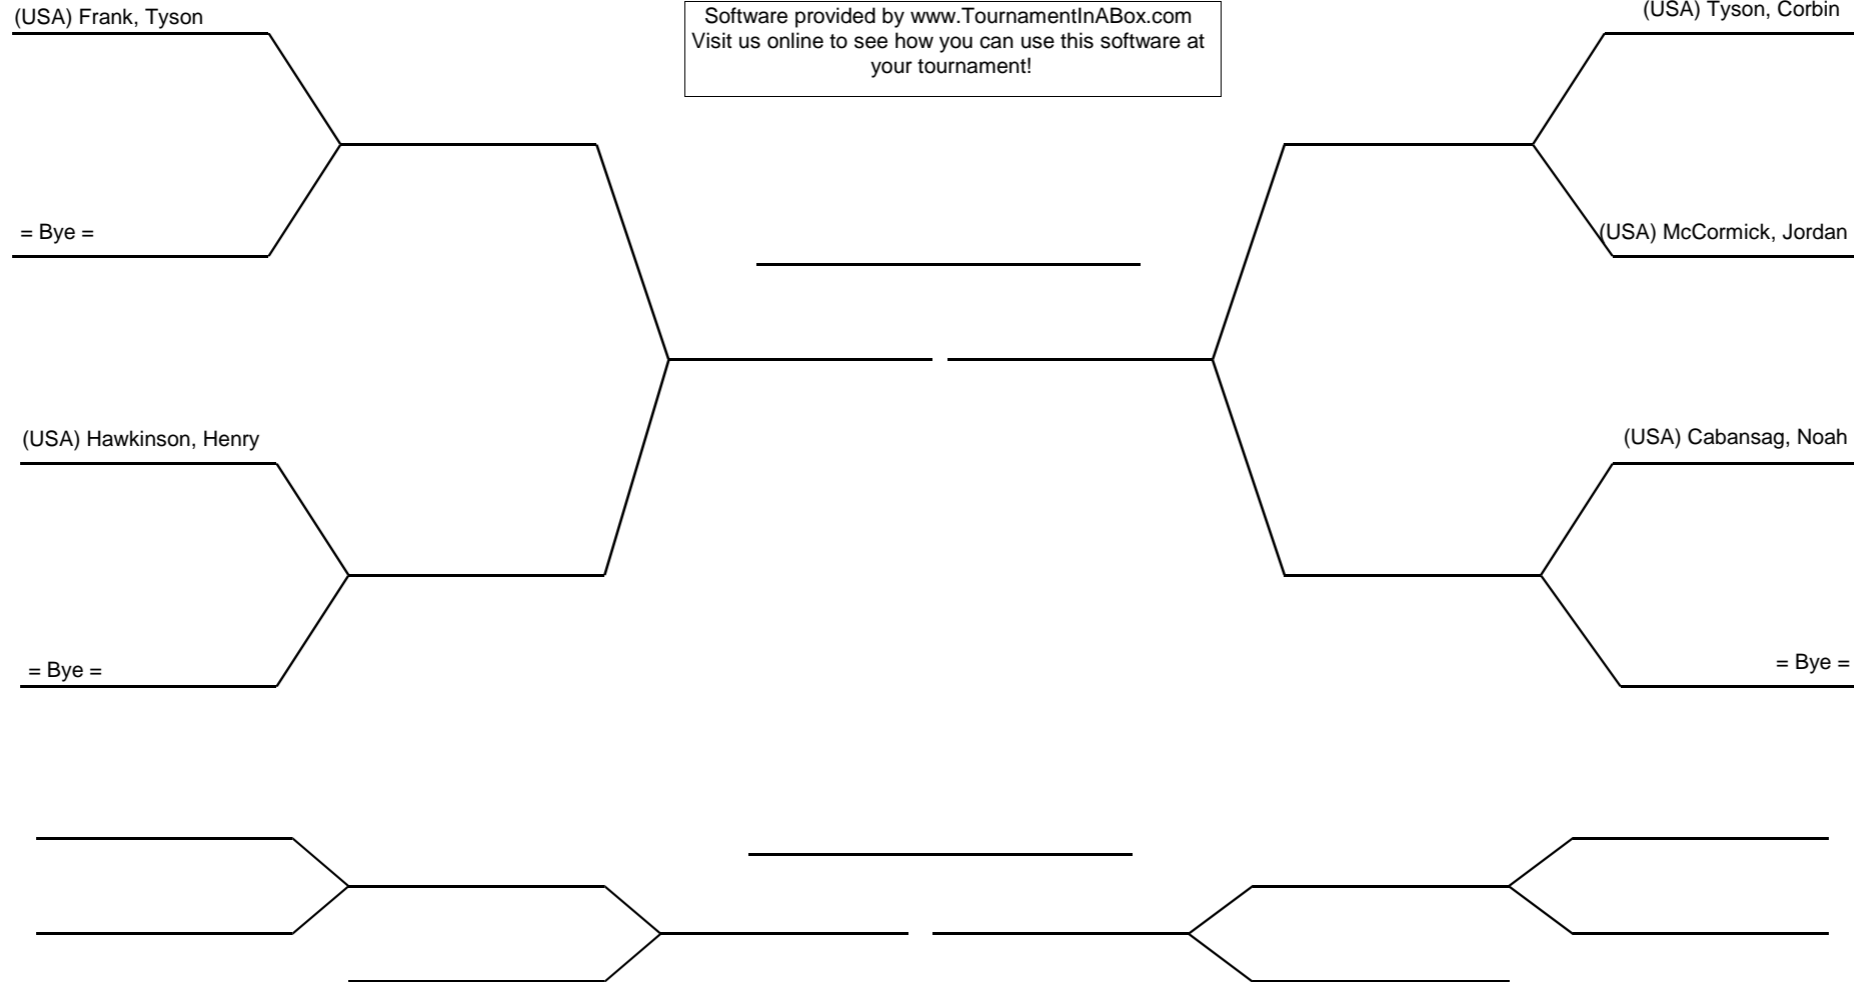 (USA) Frank, Tyson
Software provided by www.TournamentInABox.com
Visit us online to see how you can use this software at
your tournament!
(USA) Tyson, Corbin
= Bye =
(USA) McCormick, Jordan
(USA) Hawkinson, Henry
(USA) Cabansag, Noah
= Bye =
= Bye =